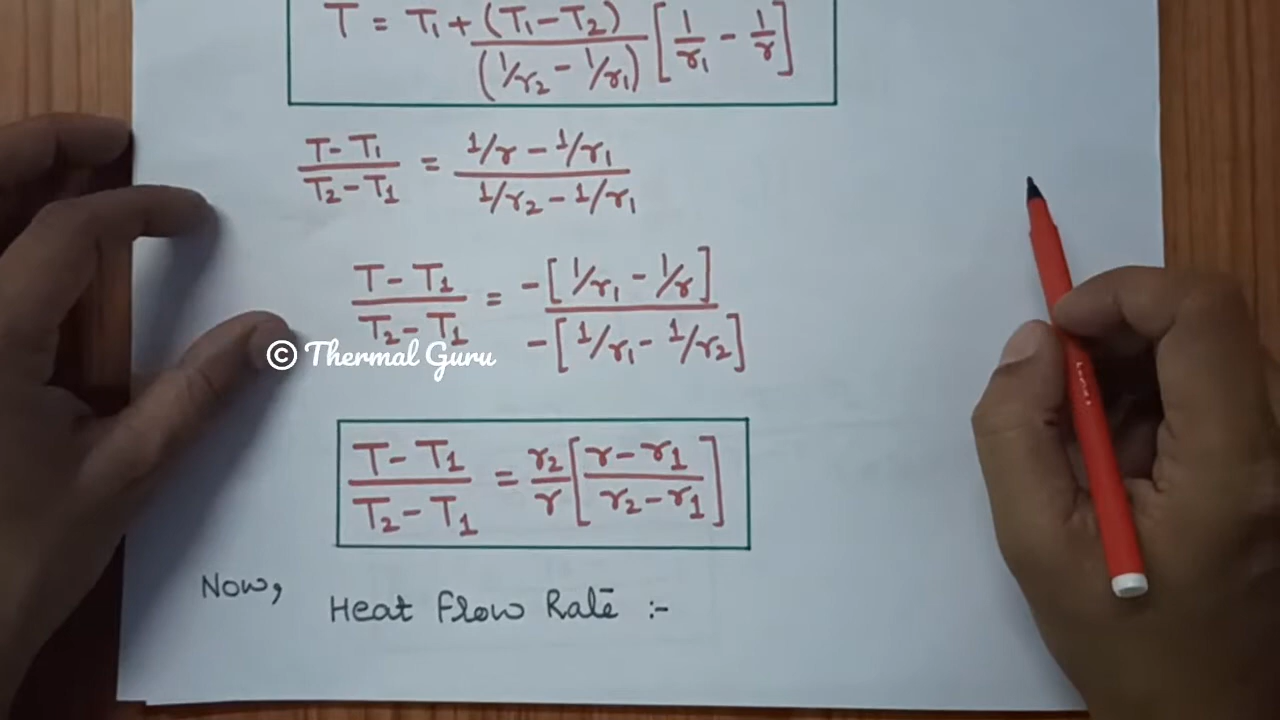 T = T₁ + (T₁ - T₂) / (1/r₂ - 1/r₁) [1/r₁ - 1/r]
T - T₁ / T₂ - T₁ = 1/r - 1/r₁ / 1/r₂ - 1/r₁
T - T₁ / T₂ - T₁ = -[1/r₁ - 1/r] / -[1/r₁ - 1/r₂]
© Thermal Guru
T - T₁ / T₂ - T₁ = r₂/r [r - r₁ / r₂ - r₁]
Now,
Heat Flow Rate :-